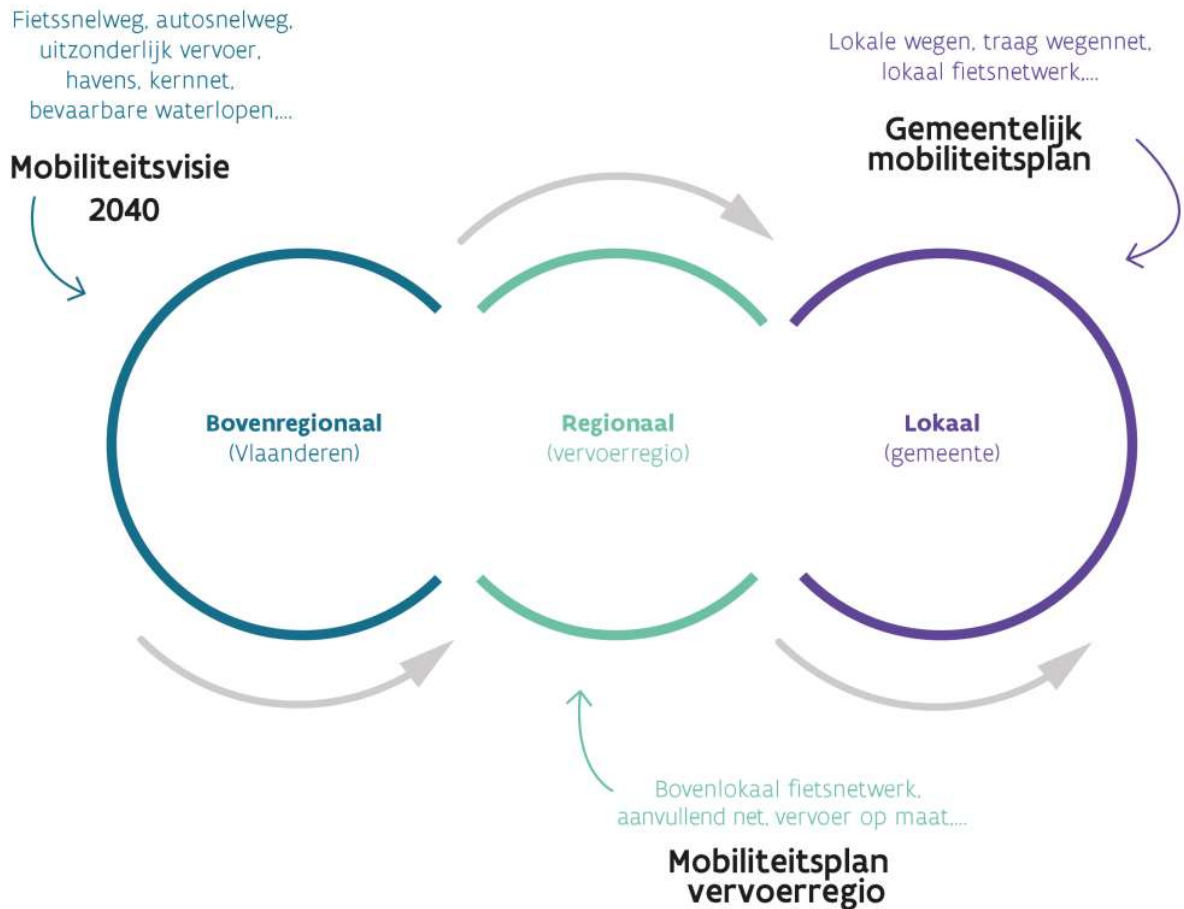 Fietssnelweg, autosnelweg,
uitzonderlijk vervoer,
havens, kernnet,
bevaarbare waterlopen,...
Mobiliteitsvisie
2040
Lokale wegen, traag wegennet,
lokaal fietsnetwerk,...
Gemeentelijk
mobiliteitsplan
Bovenregionaal
(Vlaanderen)
Regionaal
(vervoerregio)
Lokaal
(gemeente)
Bovenlokaal fietsnetwerk,
aanvullend net, vervoer op maat,...
Mobiliteitsplan
vervoerregio